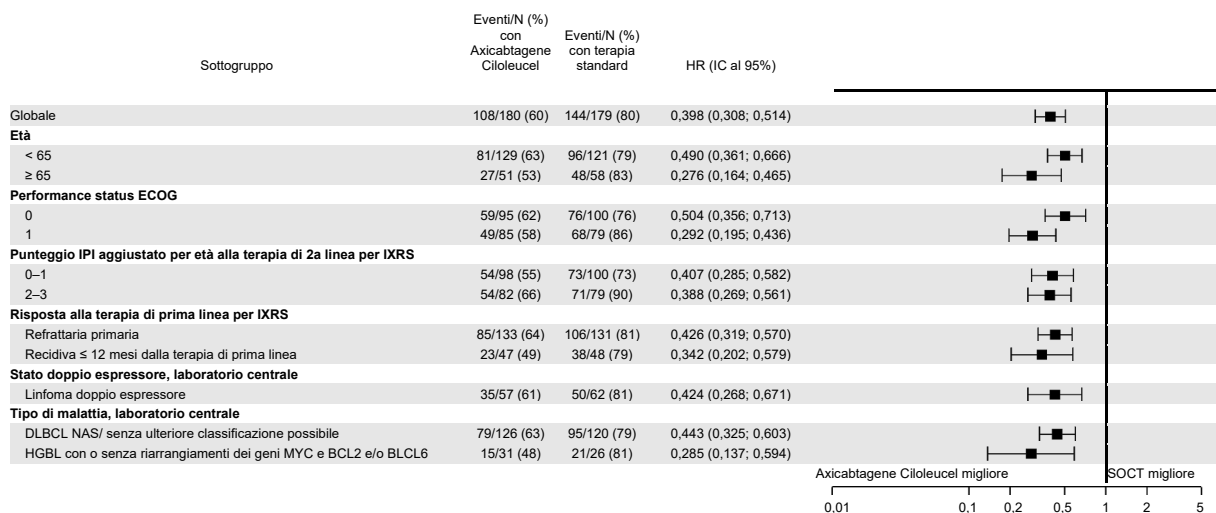 Sottogruppo
Eventi/N (%)
con
Axicabtagene
Ciloleucel
Eventi/N (%)
con terapia
standard
HR (IC al 95%)
Globale 108/180 (60) 144/179 (80) 0,398 (0,308; 0,514)
Età
< 65 81/129 (63) 96/121 (79) 0,490 (0,361; 0,666)
≥ 65 27/51 (53) 48/58 (83) 0,276 (0,164; 0,465)
Performance status ECOG
0 59/95 (62) 76/100 (76) 0,504 (0,356; 0,713)
1 49/85 (58) 68/79 (86) 0,292 (0,195; 0,436)
Punteggio IPI aggiustato per età alla terapia di 2a linea per IXRS
0–1 54/98 (55) 73/100 (73) 0,407 (0,285; 0,582)
2–3 54/82 (66) 71/79 (90) 0,388 (0,269; 0,561)
Risposta alla terapia di prima linea per IXRS
Refrattaria primaria 85/133 (64) 106/131 (81) 0,426 (0,319; 0,570)
Recidiva ≤ 12 mesi dalla terapia di prima linea 23/47 (49) 38/48 (79) 0,342 (0,202; 0,579)
Stato doppio espressore, laboratorio centrale
Linfoma doppio espressore 35/57 (61) 50/62 (81) 0,424 (0,268; 0,671)
Tipo di malattia, laboratorio centrale
DLBCL NAS/ senza ulteriore classificazione possibile 79/126 (63) 95/120 (79) 0,443 (0,325; 0,603)
HGBL con o senza riarrangiamenti dei geni MYC e BCL2 e/o BLCL6 15/31 (48) 21/26 (81) 0,285 (0,137; 0,594)
Axicabtagene Ciloleucel migliore SOCT migliore
0,01 0,1 0,2 0,5 1 2 5